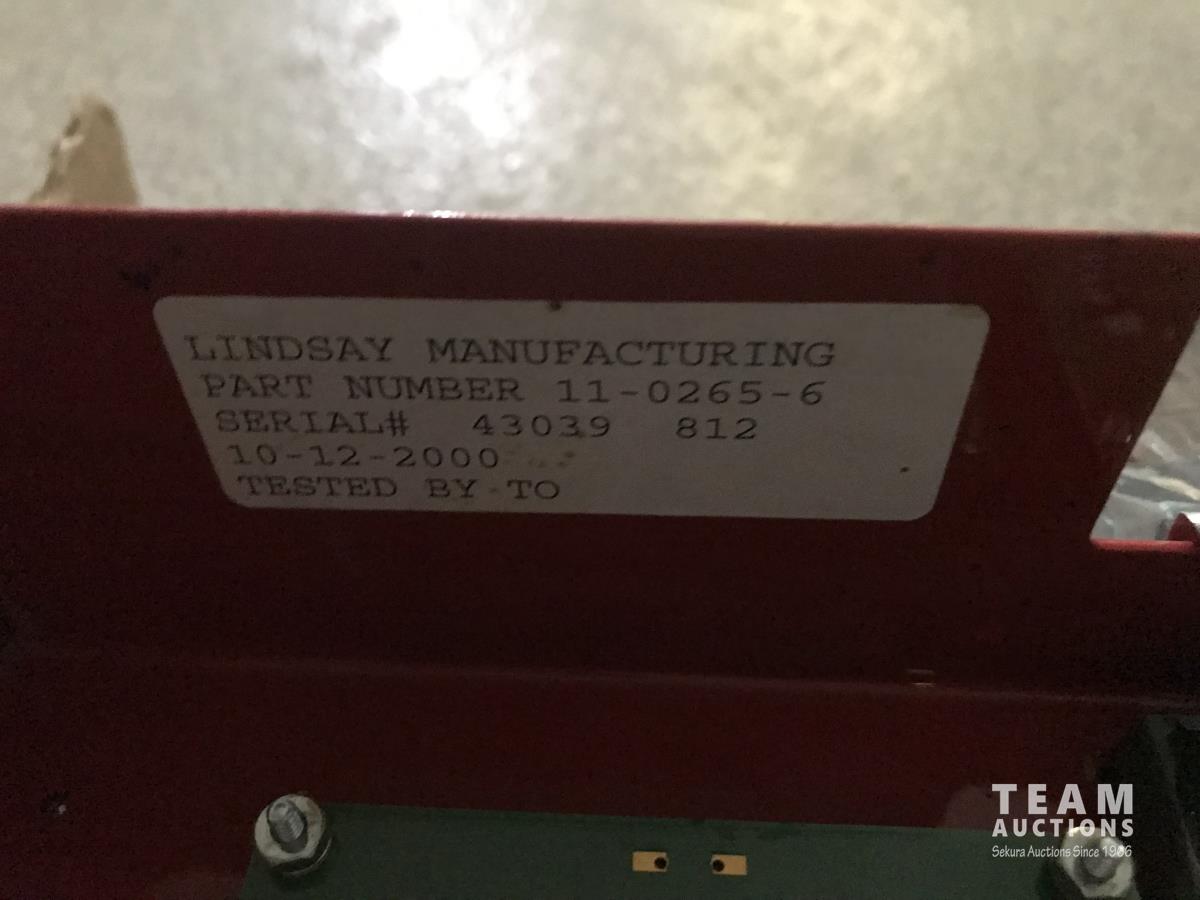 LINDSAY MANUFACTURING
PART NUMBER 11-0265-6
SERIAL# 43039 812
10-12-2000
TESTED BY TO
TEAM
AUCTIONS
Sekura Auctions Since 1966